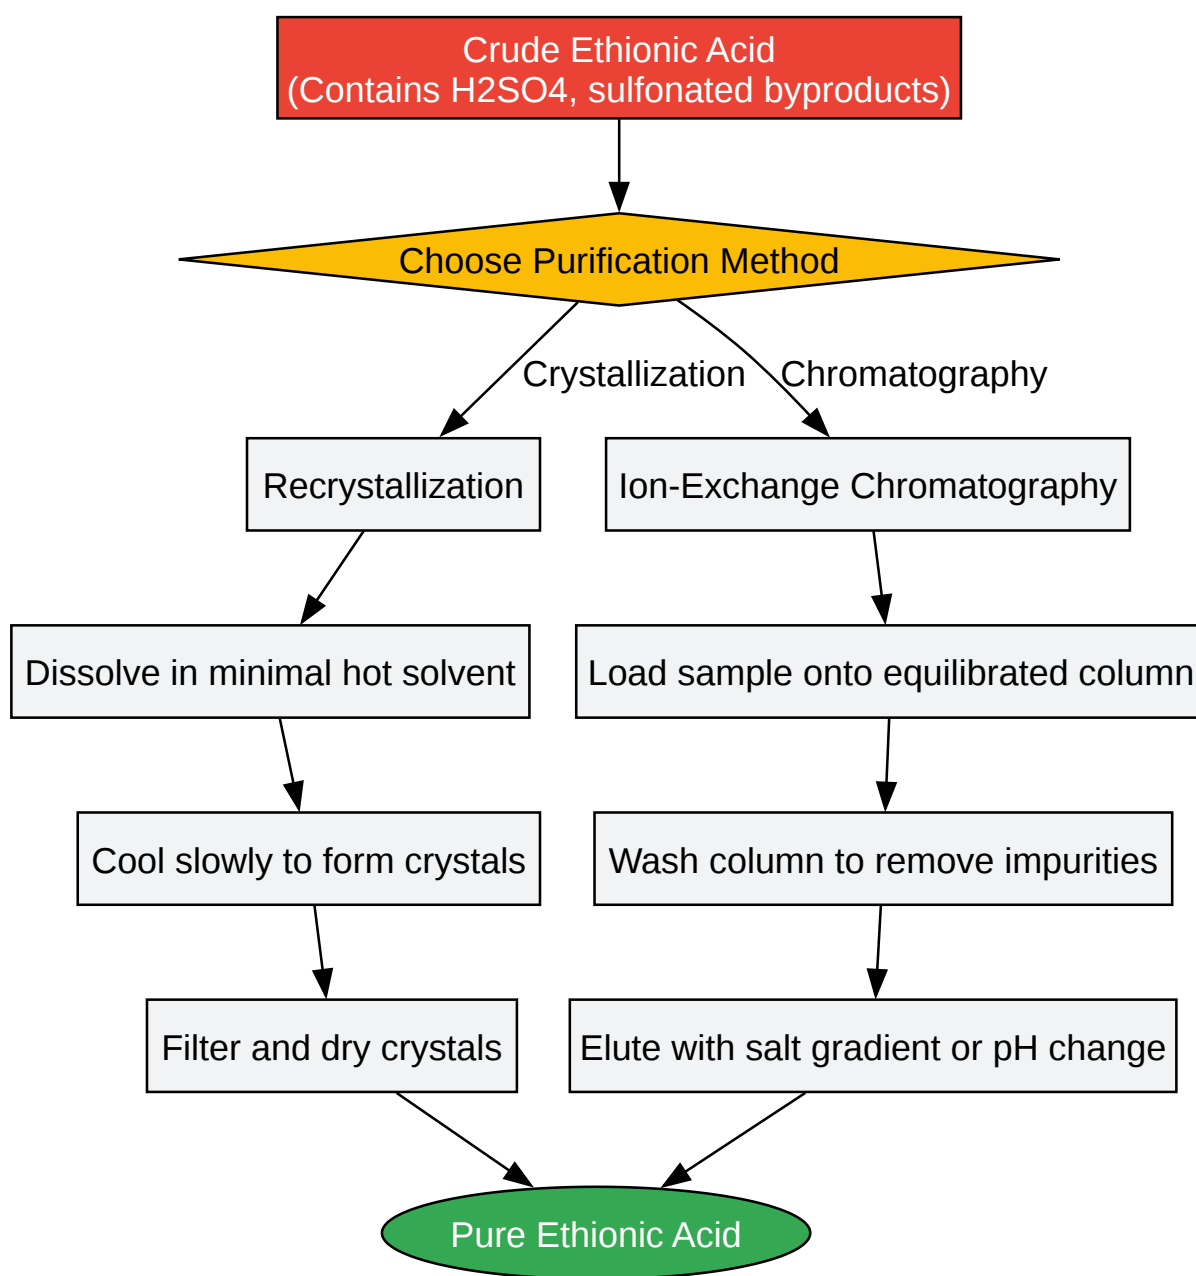 Crude Ethionic Acid
(Contains H2SO4, sulfonated byproducts)
Choose Purification Method
Crystallization
Chromatography
Recrystallization
Ion-Exchange Chromatography
Dissolve in minimal hot solvent
Load sample onto equilibrated column
Cool slowly to form crystals
Wash column to remove impurities
Filter and dry crystals
Elute with salt gradient or pH change
Pure Ethionic Acid